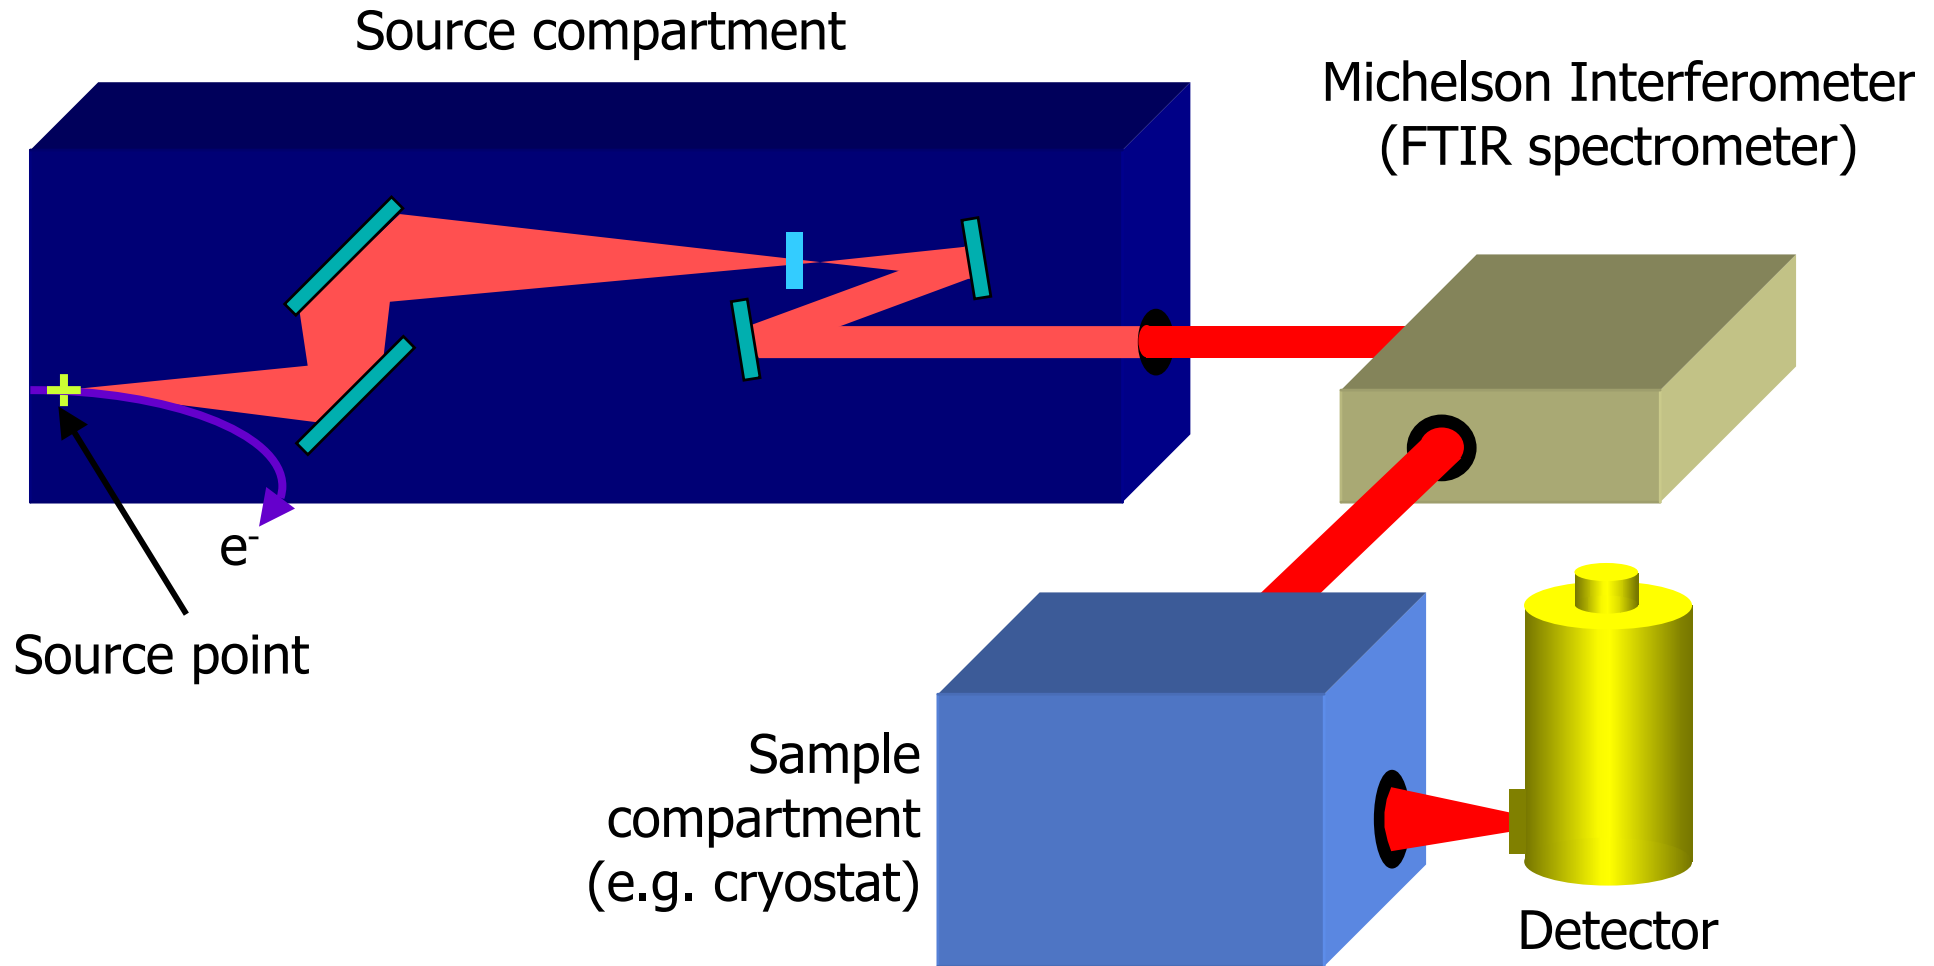 Source compartment
Michelson Interferometer
(FTIR spectrometer)
e-
Source point
Sample
compartment
(e.g. cryostat)
Detector